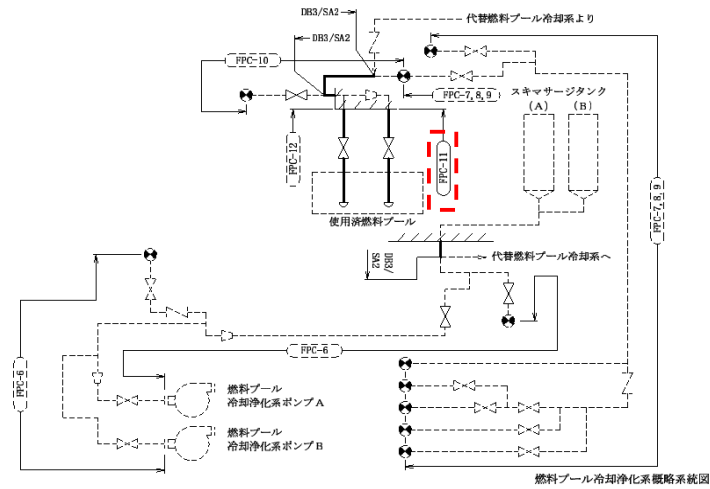 DB3/SA2
代替燃料プール冷却系より
DB3/SA2
FPC-10
FPC-7,8,9
スキマサージタンク
(A) (B)
FPC-12
FPC-11
FPC-7,8,9
使用済燃料プール
DB3/
SA2
代替燃料プール冷却系へ
FPC-6
FPC-6
燃料プール
冷却浄化系ポンプA
燃料プール
冷却浄化系ポンプB
燃料プール冷却浄化系概略系統図